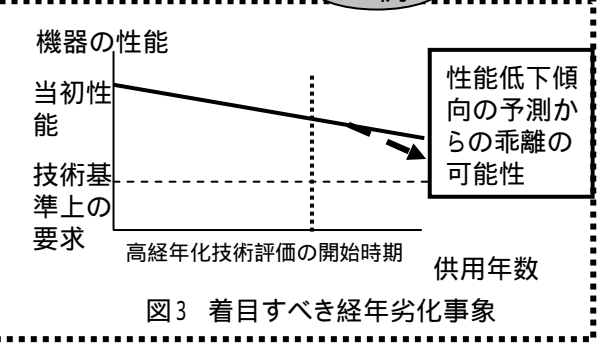 機器の性能
当初性
能
技術基
準上の
要求
性能低下傾
向の予測か
らの乖離の
可能性
高経年化技術評価の開始時期
供用年数
図3 着目すべき経年劣化事象